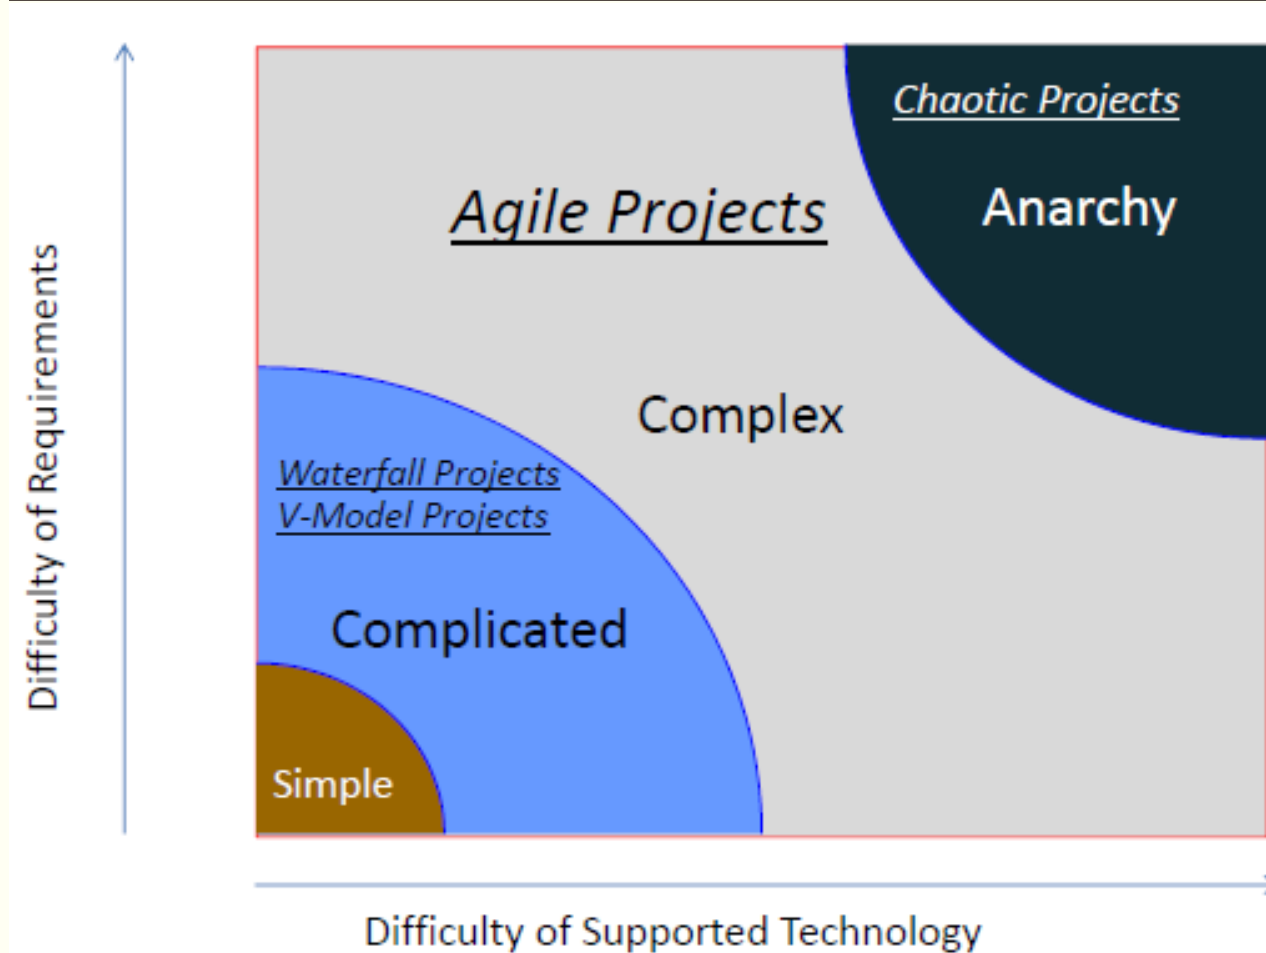 Chaotic Projects
Anarchy
Agile Projects
Complex
Waterfall Projects
V-Model Projects
Complicated
Simple
Difficulty of Requirements
Difficulty of Supported Technology